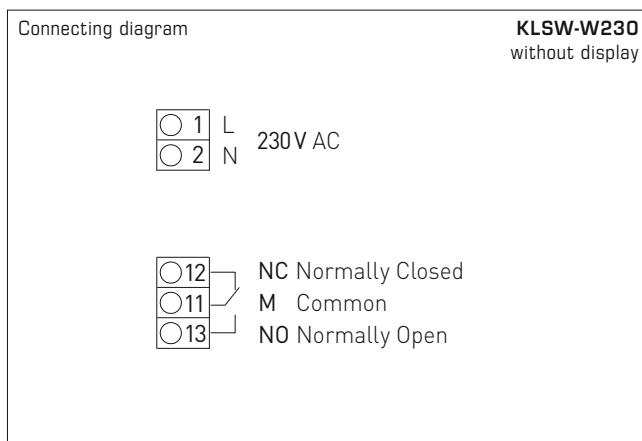 Connecting diagram
KLSW-W230
without display
1 L
230 V AC
2 N
12 NC Normally Closed
11 M Common
13 NO Normally Open